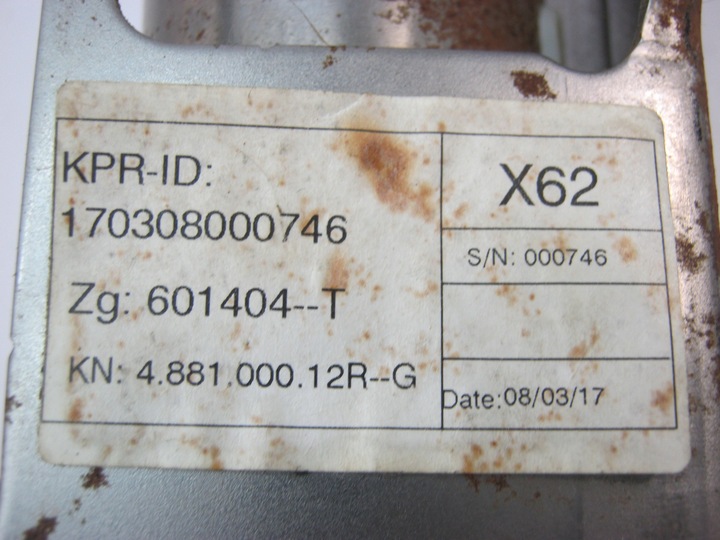 KPR-ID:
170308000746
Zg: 601404--T
KN: 4.881.000.12R--G
X62
S/N: 000746
Date:08/03/17